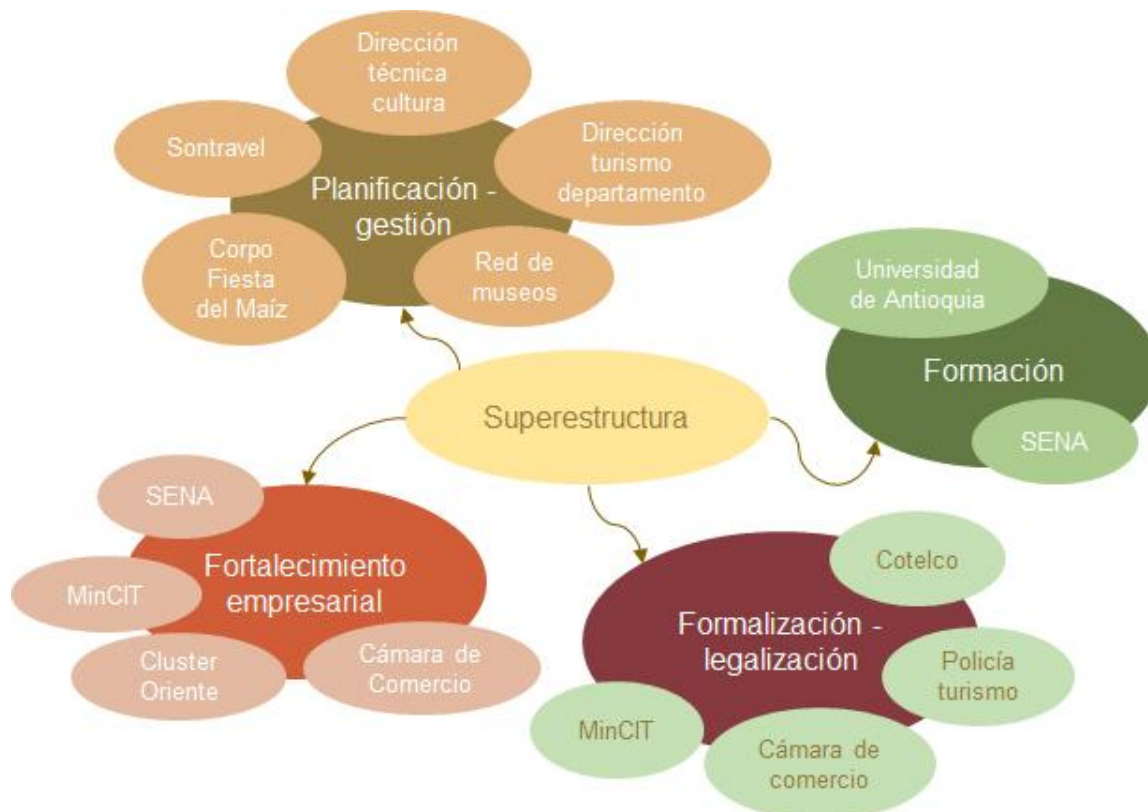 Dirección
técnica
cultura
Sontravel
Dirección
turismo
departamento
Planificación -
gestión
Corpo
Fiesta
del Maíz
Red de
museos
Universidad
de Antioquia
Formación
SENA
Superestructura
SENA
MinCIT
Fortalecimiento
empresarial
Cluster
Oriente
Cámara de
Comercio
Cotelco
Formalización -
legalización
Policía
turismo
MinCIT
Cámara de
comercio